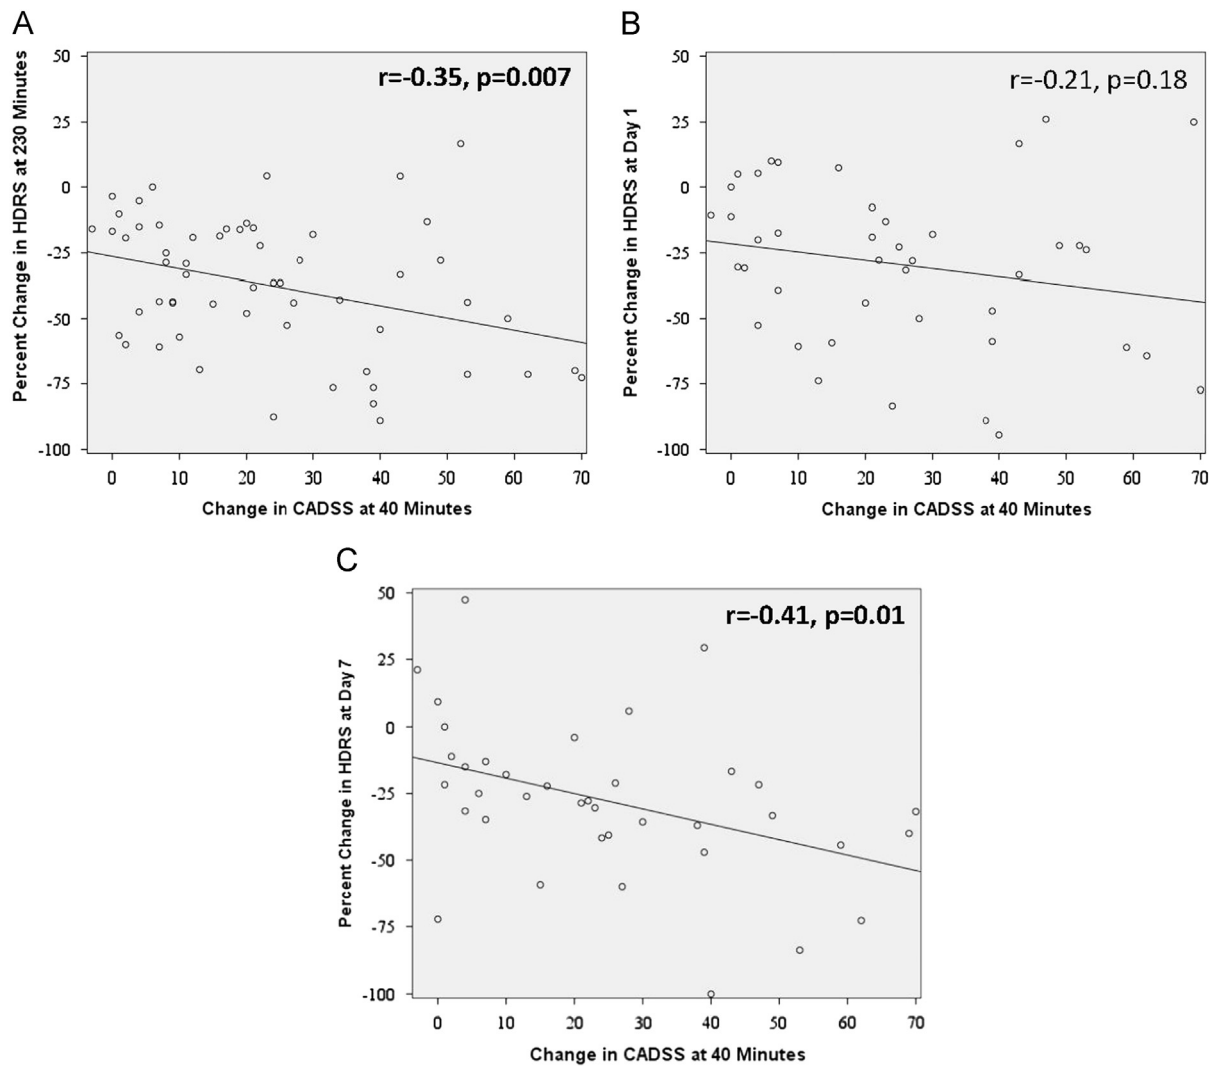 A
r=-0.35, p=0.007
Percent Change in HDRS at 230 Minutes
50
25
0
-25
-50
-75
-100
0 10 20 30 40 50 60 70
Change in CADSS at 40 Minutes
B
r=-0.21, p=0.18
Percent Change in HDRS at Day 1
50
25
0
-25
-50
-75
-100
0 10 20 30 40 50 60 70
Change in CADSS at 40 Minutes
C
r=-0.41, p=0.01
Percent Change in HDRS at Day 7
50
25
0
-25
-50
-75
-100
0 10 20 30 40 50 60 70
Change in CADSS at 40 Minutes